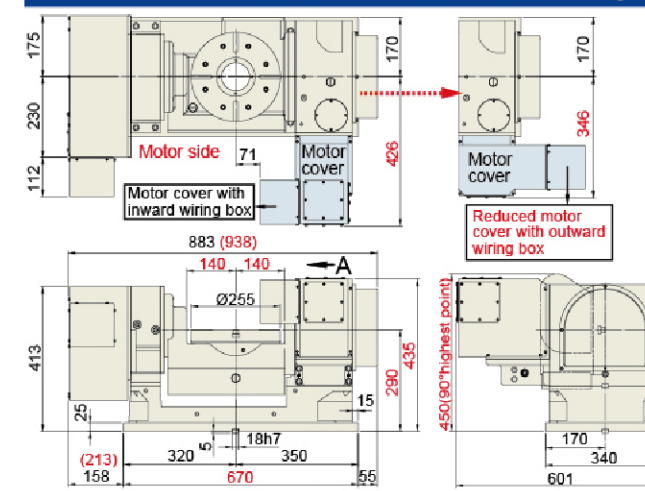 175
230
112
Motor side
71
Motor cover with
inward wiring box
Motor
cover
170
426
170
346
Motor
cover
Reduced motor
cover with outward
wiring box
883 (938)
140
140
A
Ø255
413
25
5
18h7
15
290
435
(213)
158
320
350
670
55
450(90°highest point)
170
340
601